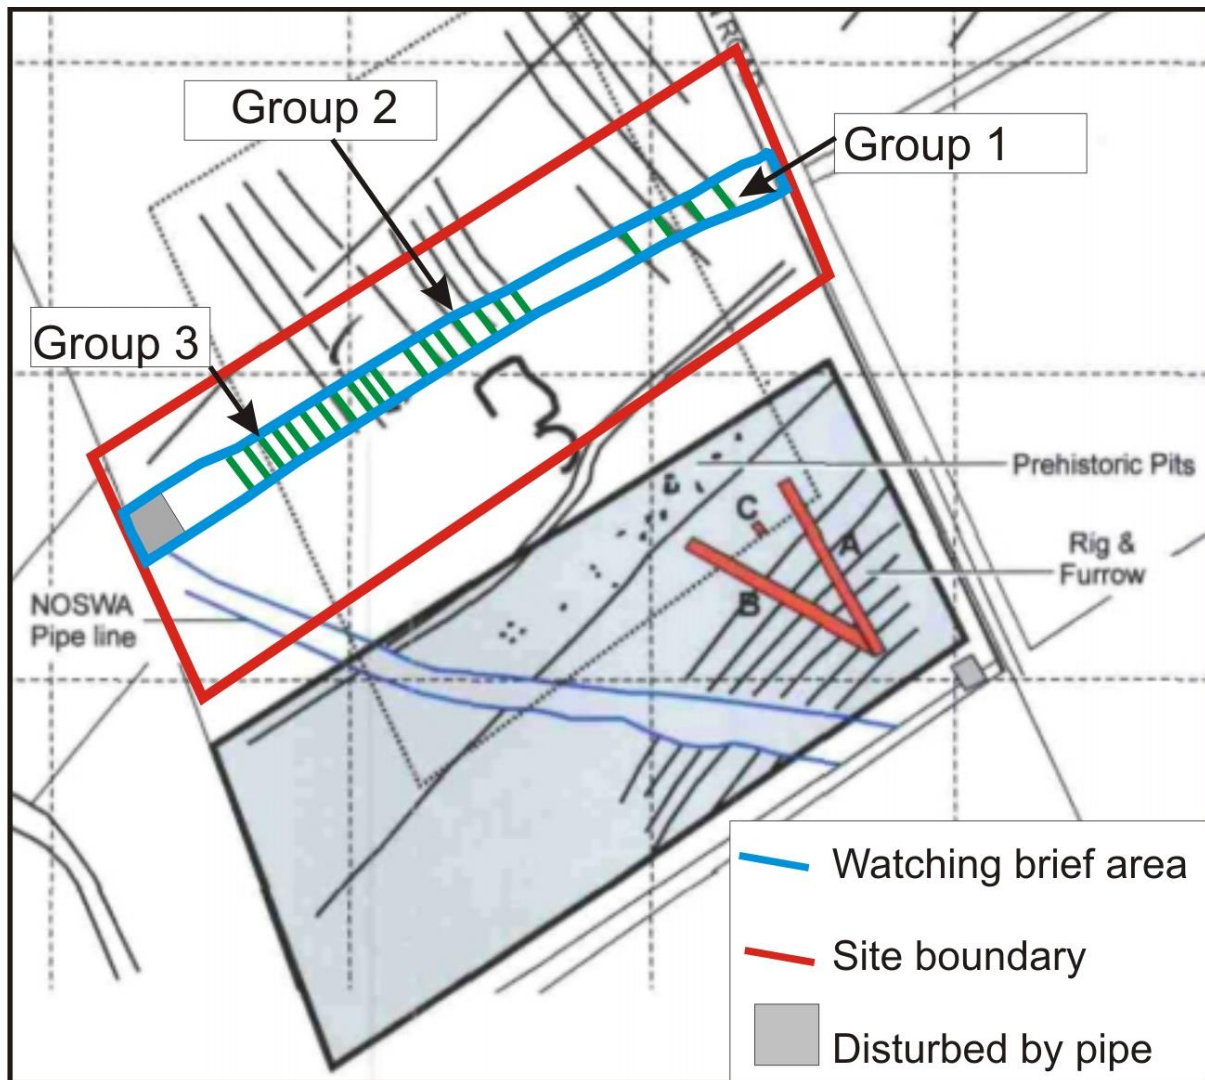 ROAD
Group 2
Group 1
Group 3
Prehistoric Pits
C
A
Rig &
Furrow
B
NOSWA
Pipe line
Watching brief area
Site boundary
Disturbed by pipe